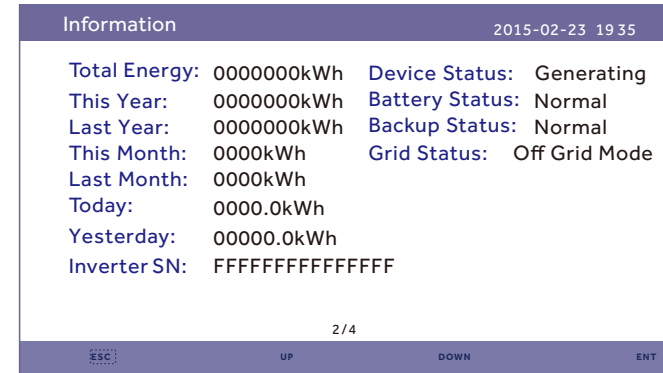 Information 2015-02-23 19 35
Total Energy: 0000000kWh Device Status: Generating
This Year: 0000000kWh Battery Status: Normal
Last Year: 0000000kWh Backup Status: Normal
This Month: 0000kWh Grid Status: Off Grid Mode
Last Month: 0000kWh
Today: 0000.0kWh
Yesterday: 00000.0kWh
Inverter SN: FFFFFFFFFFFFFFF
2/4
ESC UP DOWN ENT